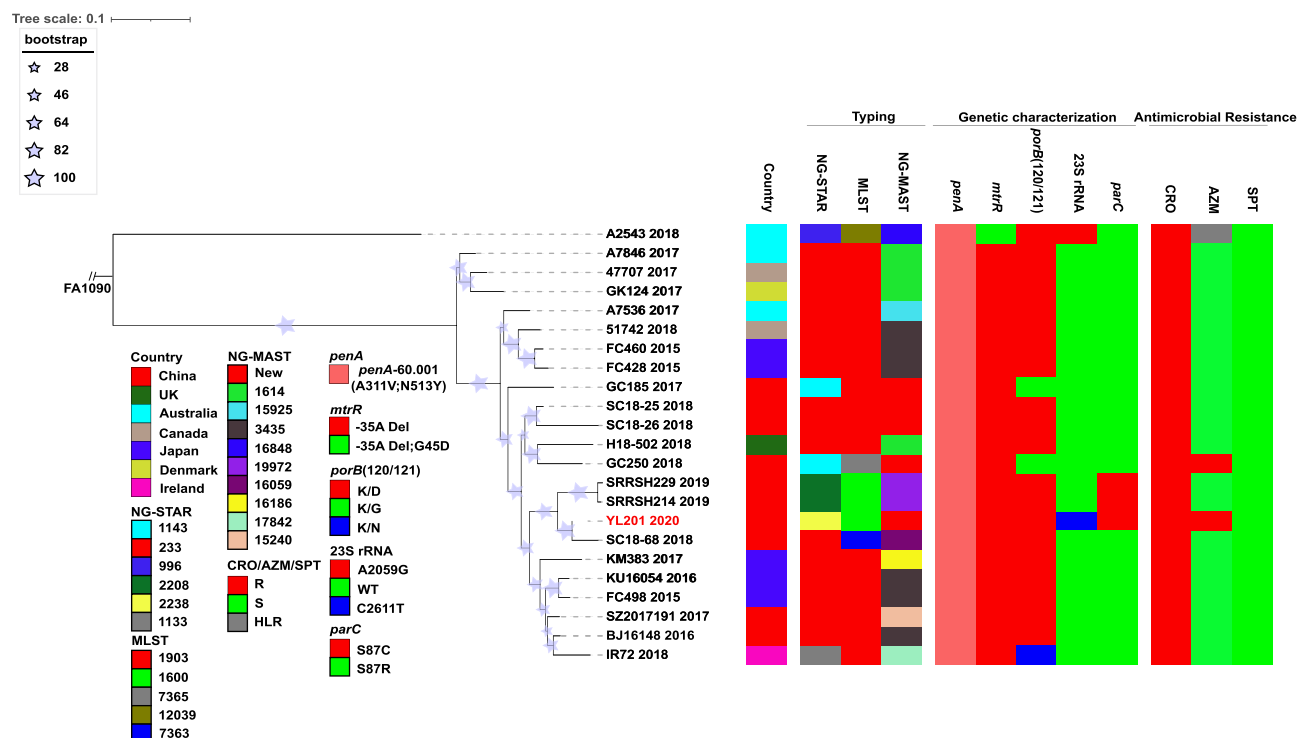 Tree scale: 0.1
bootstrap
28
46
64
82
100
Typing
Genetic characterization
Antimicrobial Resistance
Country
NG-STAR
MLST
NG-MAST
penA
mtrR
porB(120/121)
23S rRNA
parC
CRO
AZM
SPT
FA1090
A2543 2018
A7846 2017
47707 2017
GK124 2017
A7536 2017
51742 2018
FC460 2015
FC428 2015
GC185 2017
SC18-25 2018
SC18-26 2018
H18-502 2018
GC250 2018
SRRSH229 2019
SRRSH214 2019
YL201 2020
SC18-68 2018
KM383 2017
KU16054 2016
FC498 2015
SZ2017191 2017
BJ16148 2016
IR72 2018
Country
China
UK
Australia
Canada
Japan
Denmark
Ireland
NG-STAR
1143
233
996
2208
2238
1133
MLST
1903
1600
7365
12039
7363
NG-MAST
New
1614
15925
3435
16848
19972
16059
16186
17842
15240
CRO/AZM/SPT
R
S
HLR
penA
penA-60.001
(A311V;N513Y)
mtrR
-35A Del
-35A Del;G45D
porB(120/121)
K/D
K/G
K/N
23S rRNA
A2059G
WT
C2611T
parC
S87C
S87R